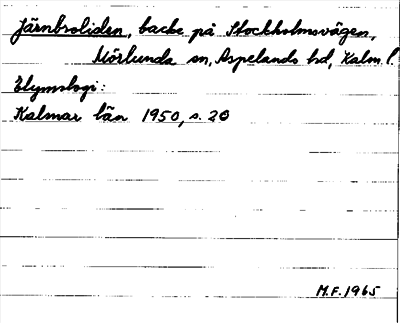 Järnbroliden, backe på Stockholmsvägen,
Mörlunda sn, Aspelands hd, Kalm. l.
Etymologi:
Kalmar län 1950, s. 20
M.F. 1965